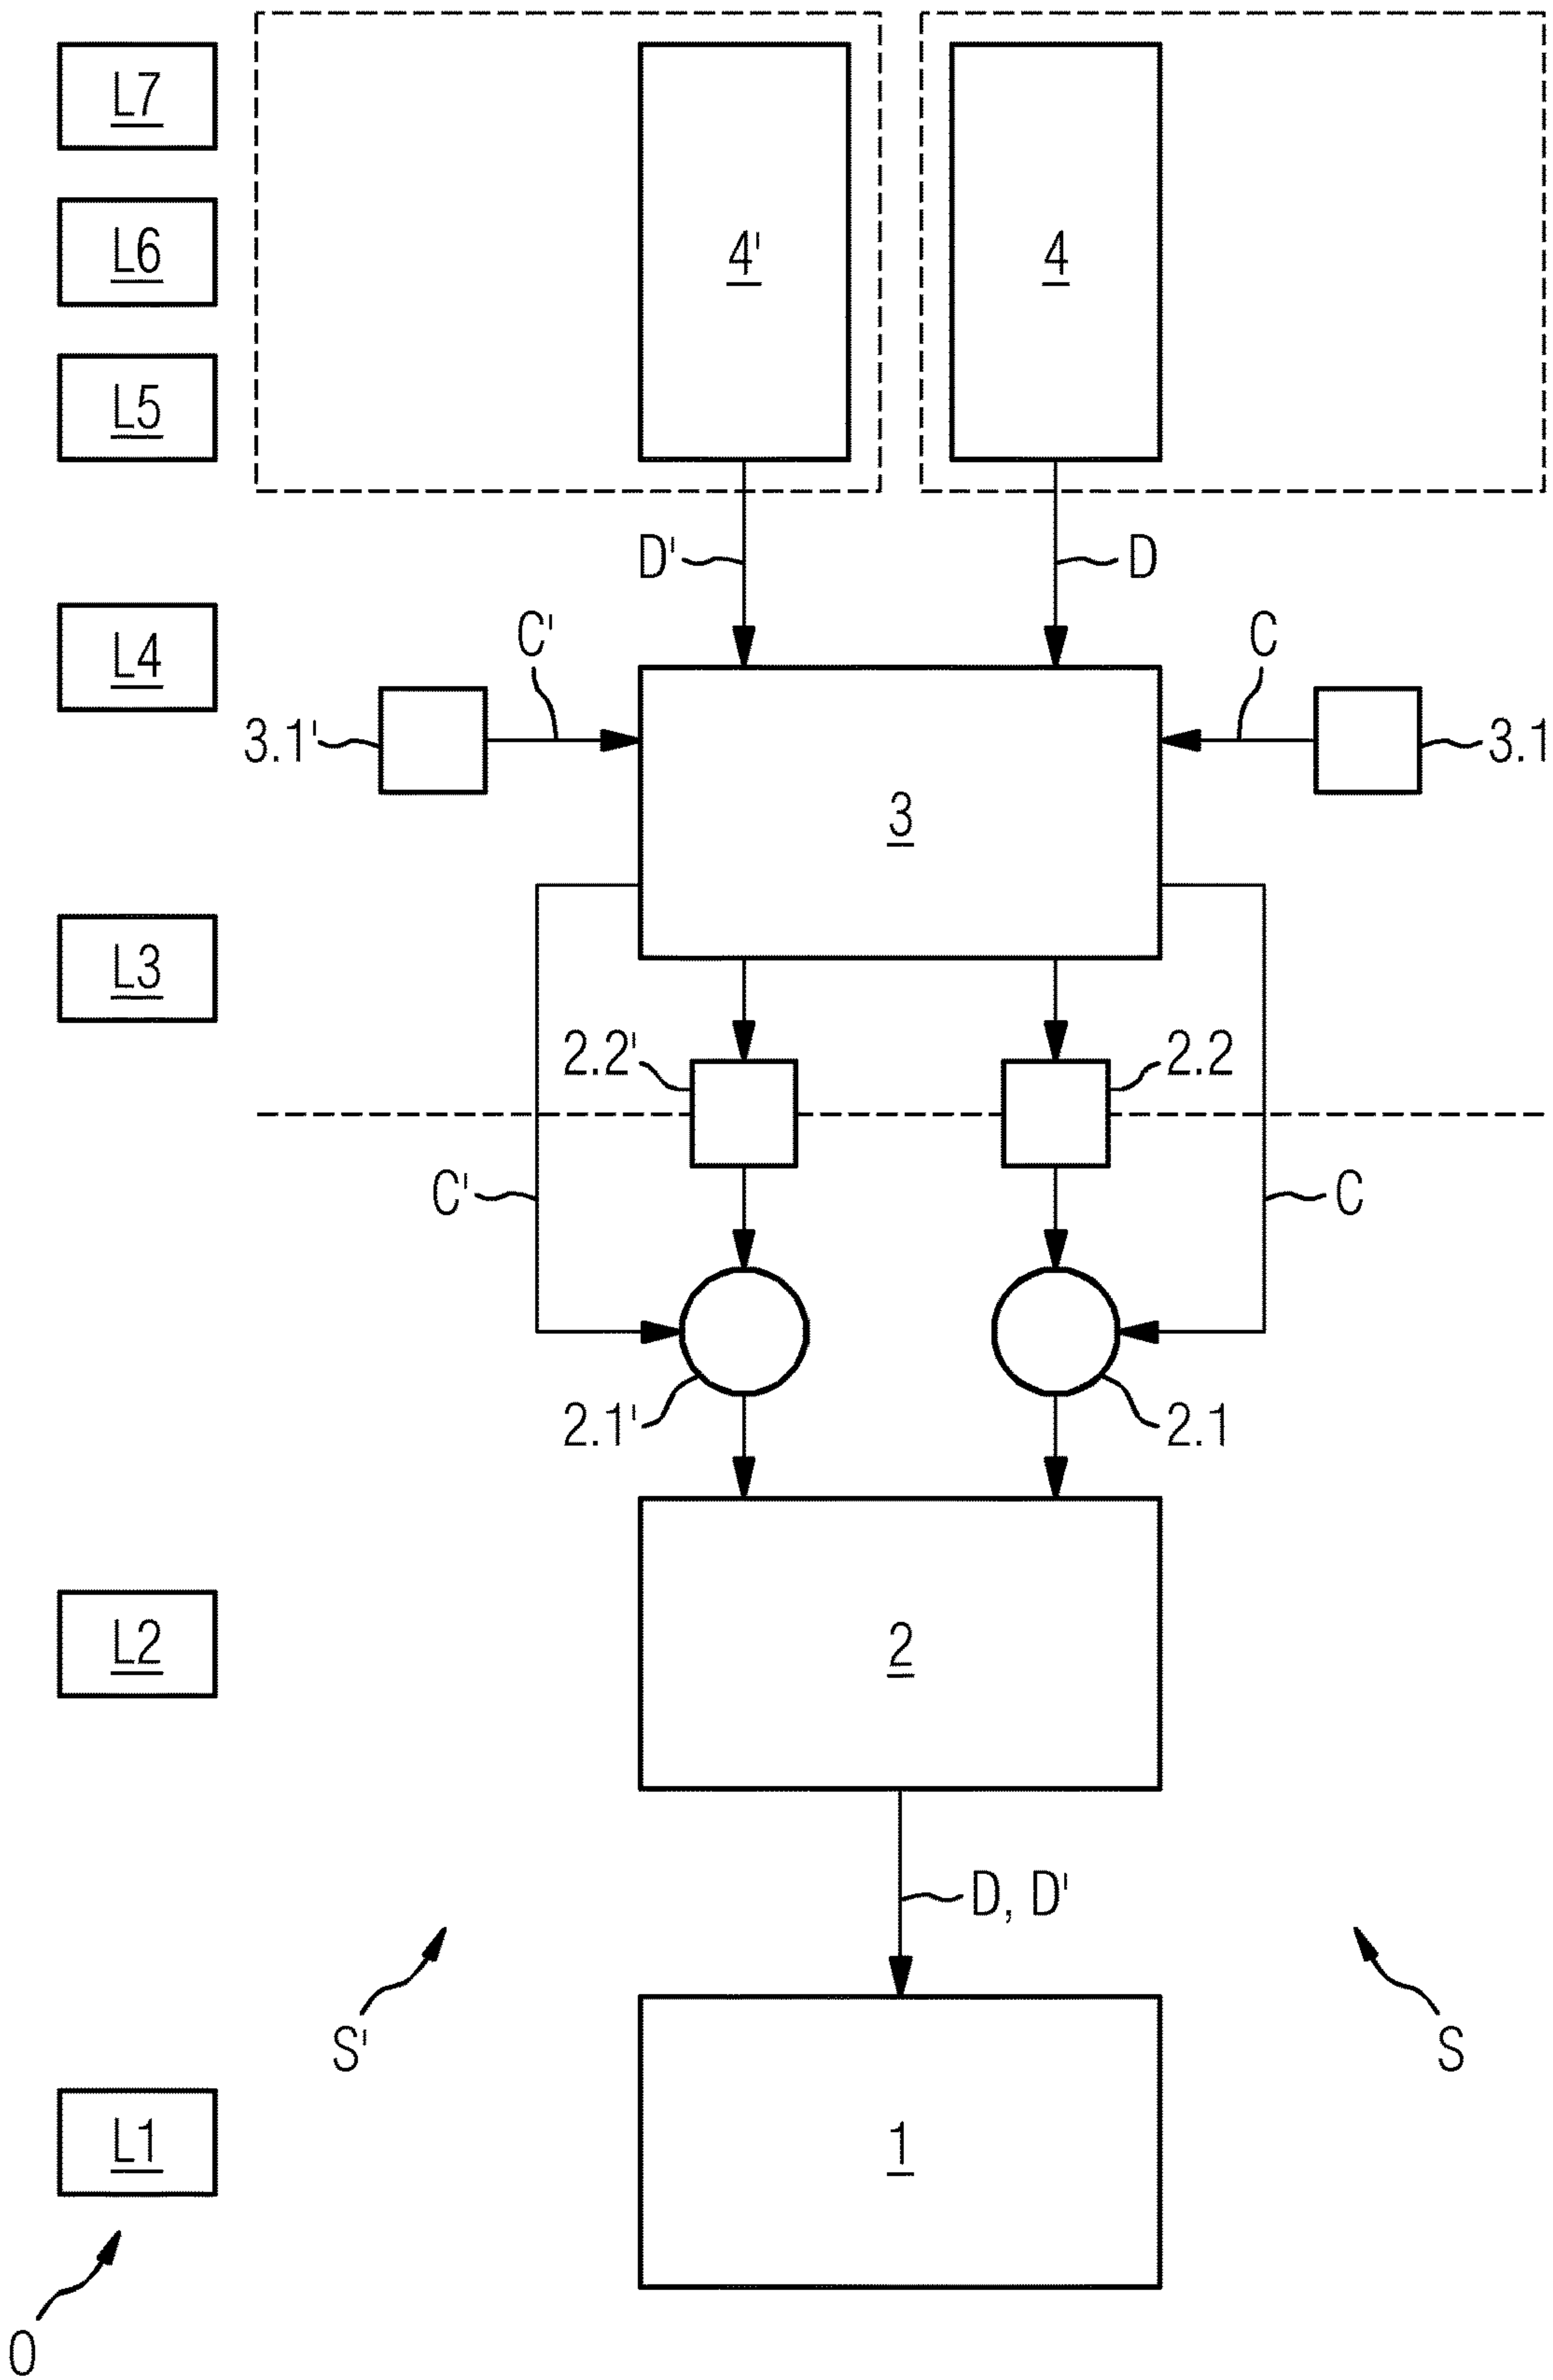 L7
L6
4'
4
L5
D'
D
C'
C
L4
3.1'
3.1
3
L3
2.2'
2.2
C'
C
2.1'
2.1
L2
2
D, D'
S'
S
L1
1
O